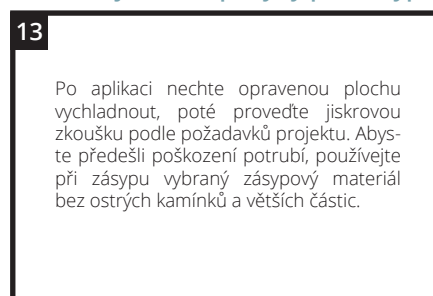 13
Po aplikaci nechte opravenou plochu
vychladnout, poté proveďte jiskrovou
zkoušku podle požadavků projektu. Abys-
te předešli poškození potrubí, používejte
při zásypu vybraný zásypový materiál
bez ostrých kamínků a větších částic.